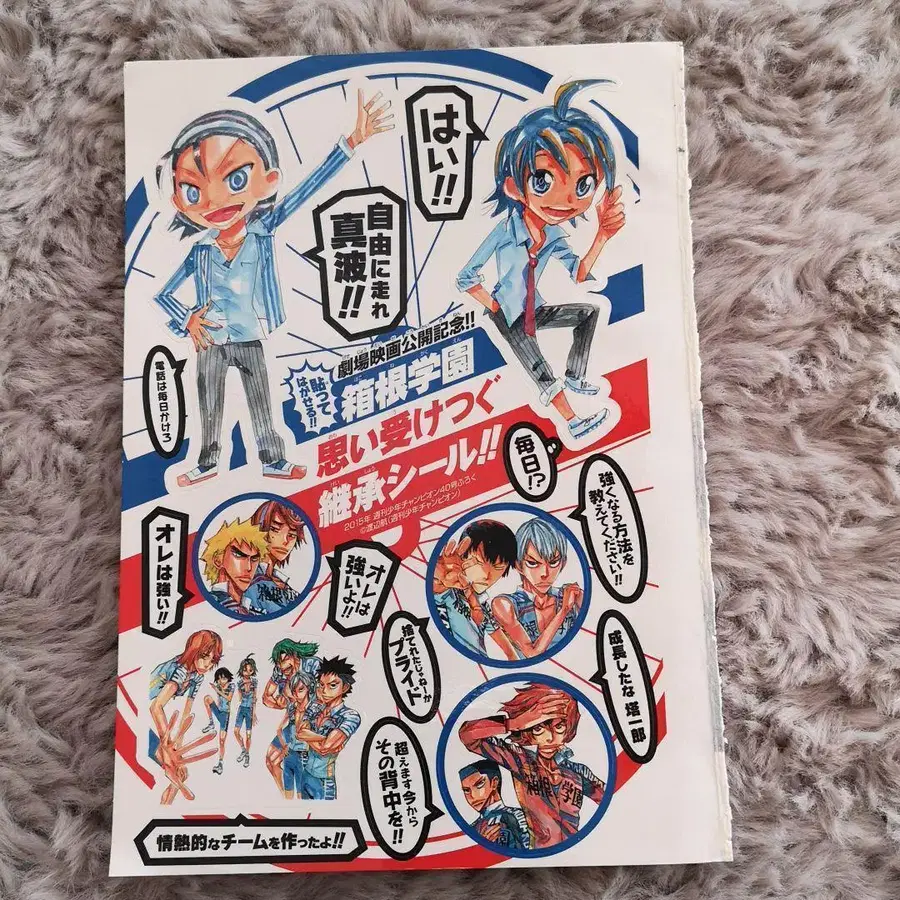 はい!!
自由に走れ
真波!!
電話は毎日かけろ
劇場映画公開記念!!
貼って
はがせる!!
箱根学園
思い受けつぐ
継承シール!!
2015年 週刊少年チャンピオン40号ふろく
©渡辺航(週刊少年チャンピオン)
毎日!?
強くなる方法を
教えてください!!
オレは強い!!
オレは
強いよ!!
捨てれたじゃねーか
プライド
成長したな 塔一郎
超えます今から
その背中を!!
箱根学園
情熱的なチームを作ったよ!!